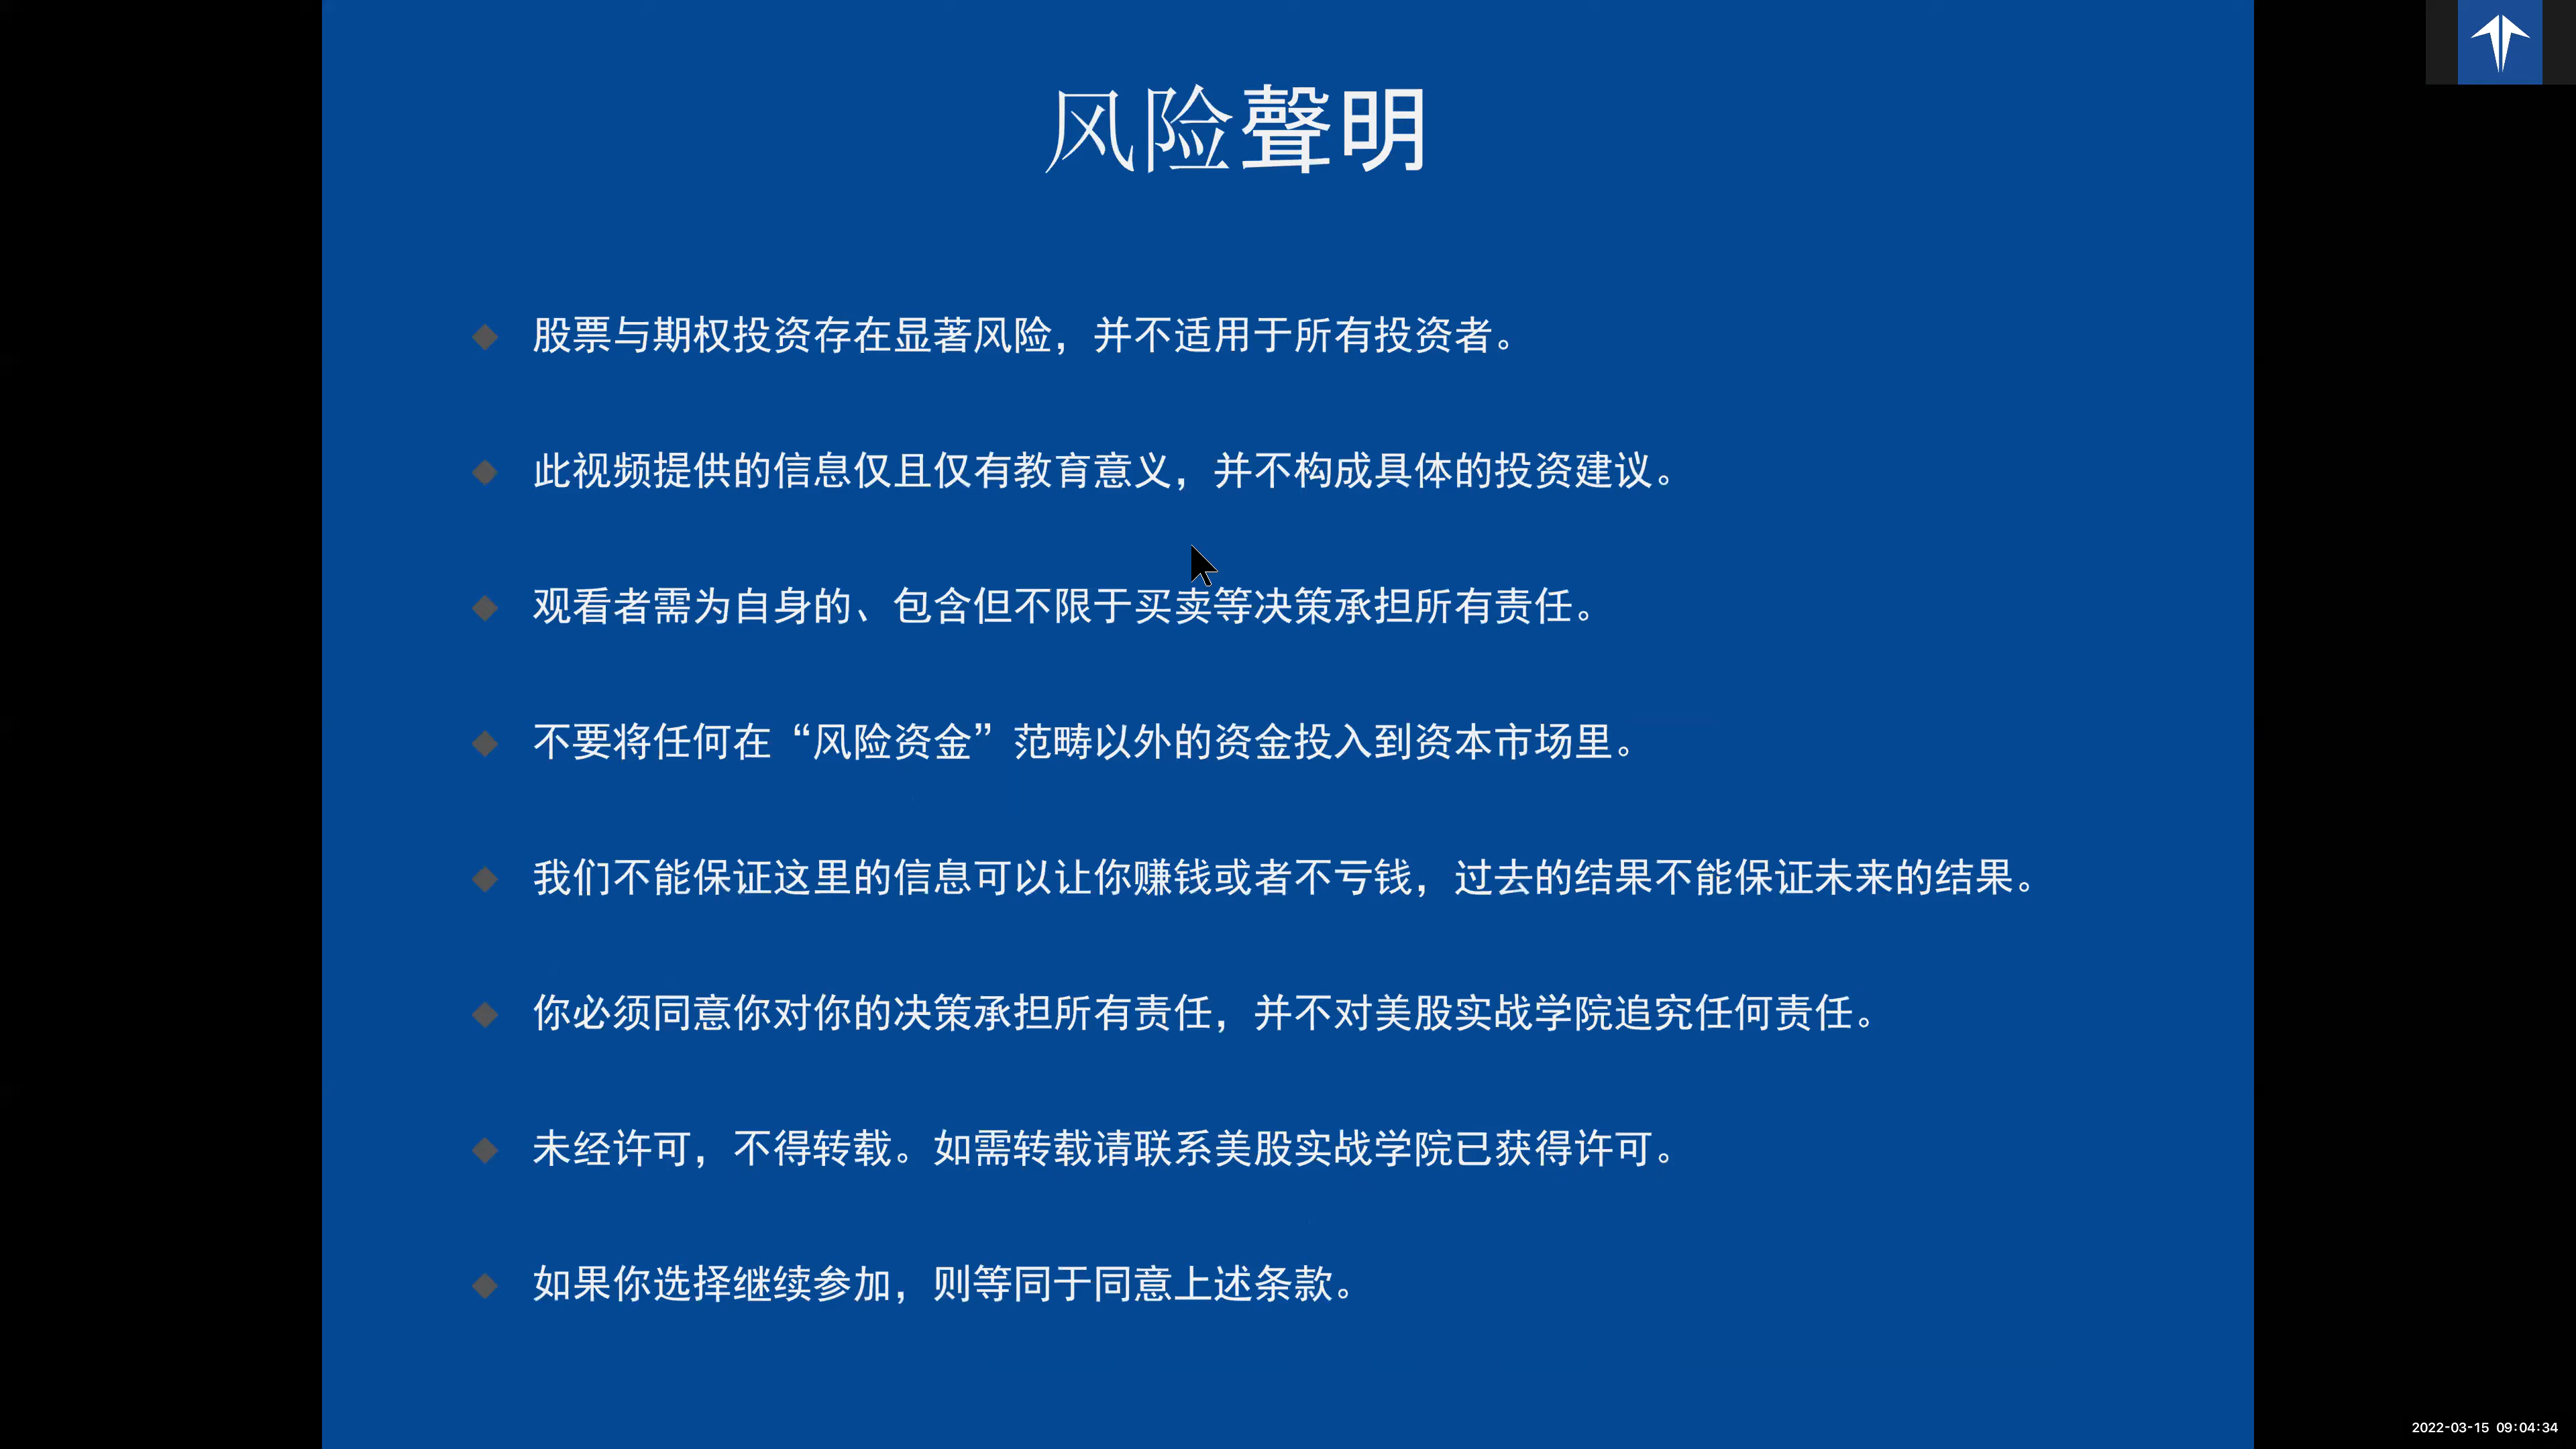 风险聲明
股票与期权投资存在显著风险，并不适用于所有投资者。
此视频提供的信息仅且仅有教育意义，并不构成具体的投资建议。
观看者需为自身的、包含但不限于买卖等决策承担所有责任。
不要将任何在“风险资金”范畴以外的资金投入到资本市场里。
我们不能保证这里的信息可以让你赚钱或者不亏钱，过去的结果不能保证未来的结果。
你必须同意你对你的决策承担所有责任，并不对美股实战学院追究任何责任。
未经许可，不得转载。如需转载请联系美股实战学院已获得许可。
如果你选择继续参加，则等同于同意上述条款。
2022-03-15 09:04:34